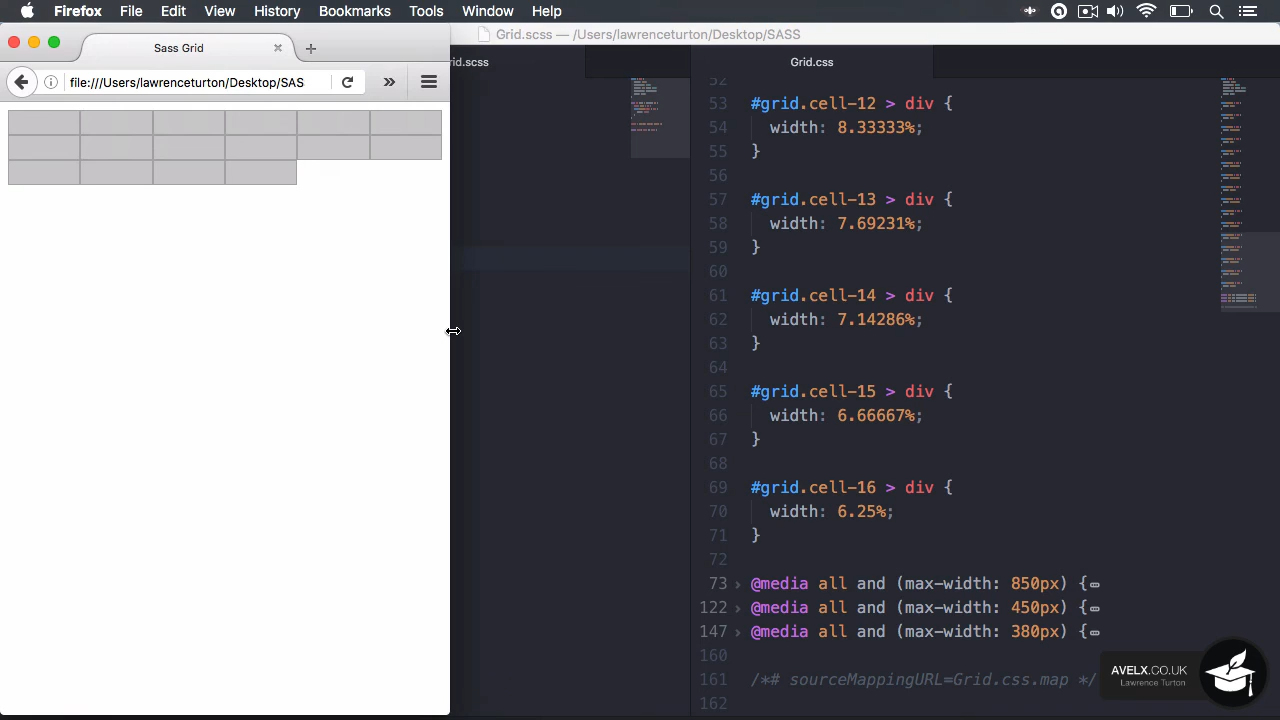 Firefox File Edit View History Bookmarks Tools Window Help
Grid.scss — /Users/lawrenceturton/Desktop/SASS
Sass Grid
rid.scss
Grid.css
file:///Users/lawrenceturton/Desktop/SAS
52
53 #grid.cell-12 > div {
54 width: 8.33333%;
55 }
56
57 #grid.cell-13 > div {
58 width: 7.69231%;
59 }
60
61 #grid.cell-14 > div {
62 width: 7.14286%;
63 }
64
65 #grid.cell-15 > div {
66 width: 6.66667%;
67 }
68
69 #grid.cell-16 > div {
70 width: 6.25%;
71 }
72
73 @media all and (max-width: 850px) {
122 @media all and (max-width: 450px) {
147 @media all and (max-width: 380px) {
160
161 /*# sourceMappingURL=Grid.css.map */
162
AVELX.CO.UK
Lawrence Turton